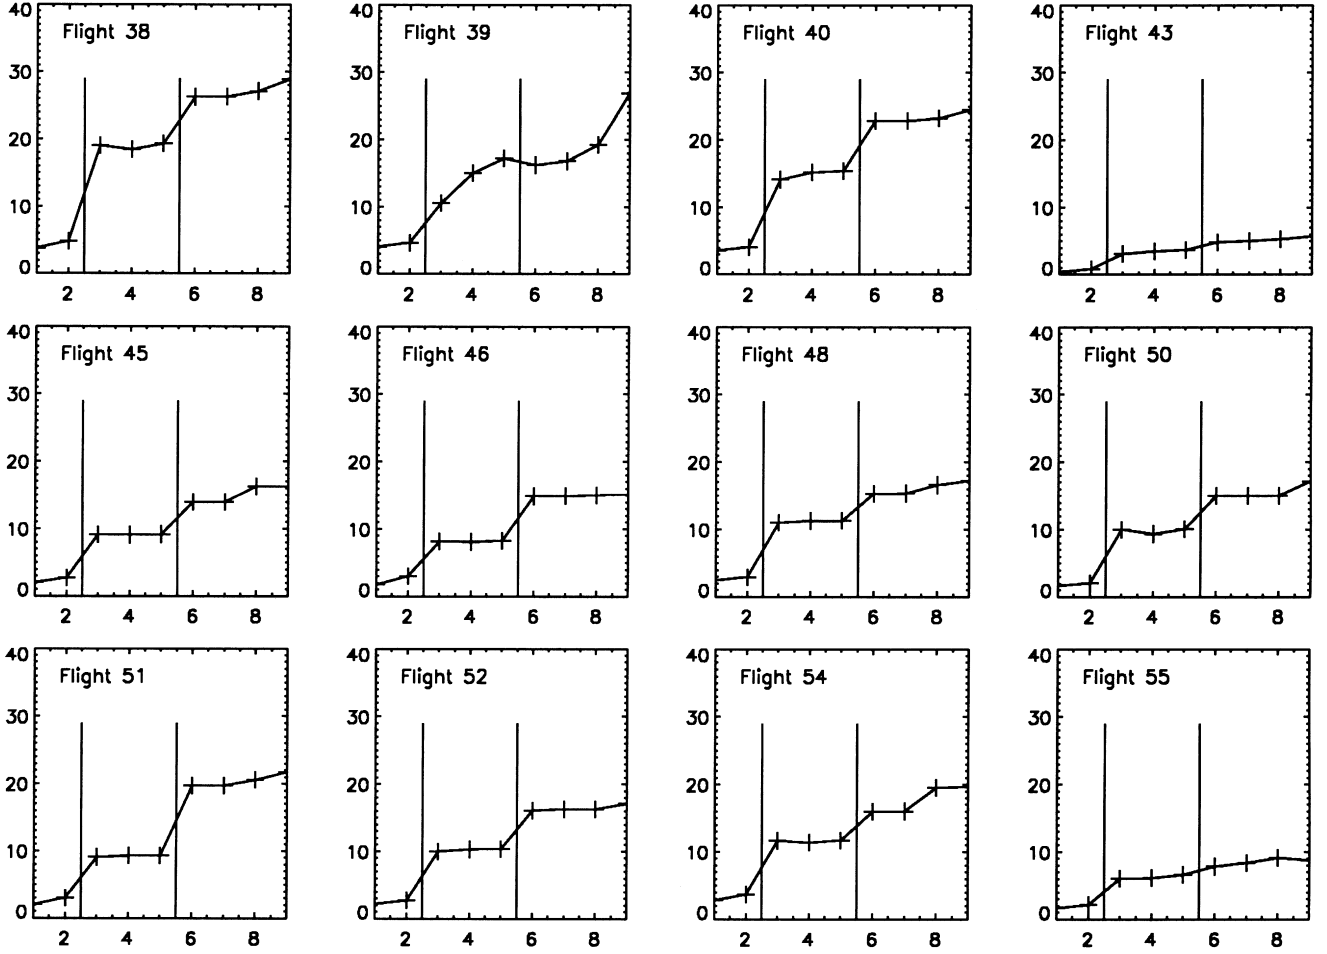 40 Flight 38 30 20 10 0 2 4 6 8
40 Flight 39 30 20 10 0 2 4 6 8
40 Flight 40 30 20 10 0 2 4 6 8
40 Flight 43 30 20 10 0 2 4 6 8
40 Flight 45 30 20 10 0 2 4 6 8
40 Flight 46 30 20 10 0 2 4 6 8
40 Flight 48 30 20 10 0 2 4 6 8
40 Flight 50 30 20 10 0 2 4 6 8
40 Flight 51 30 20 10 0 2 4 6 8
40 Flight 52 30 20 10 0 2 4 6 8
40 Flight 54 30 20 10 0 2 4 6 8
40 Flight 55 30 20 10 0 2 4 6 8